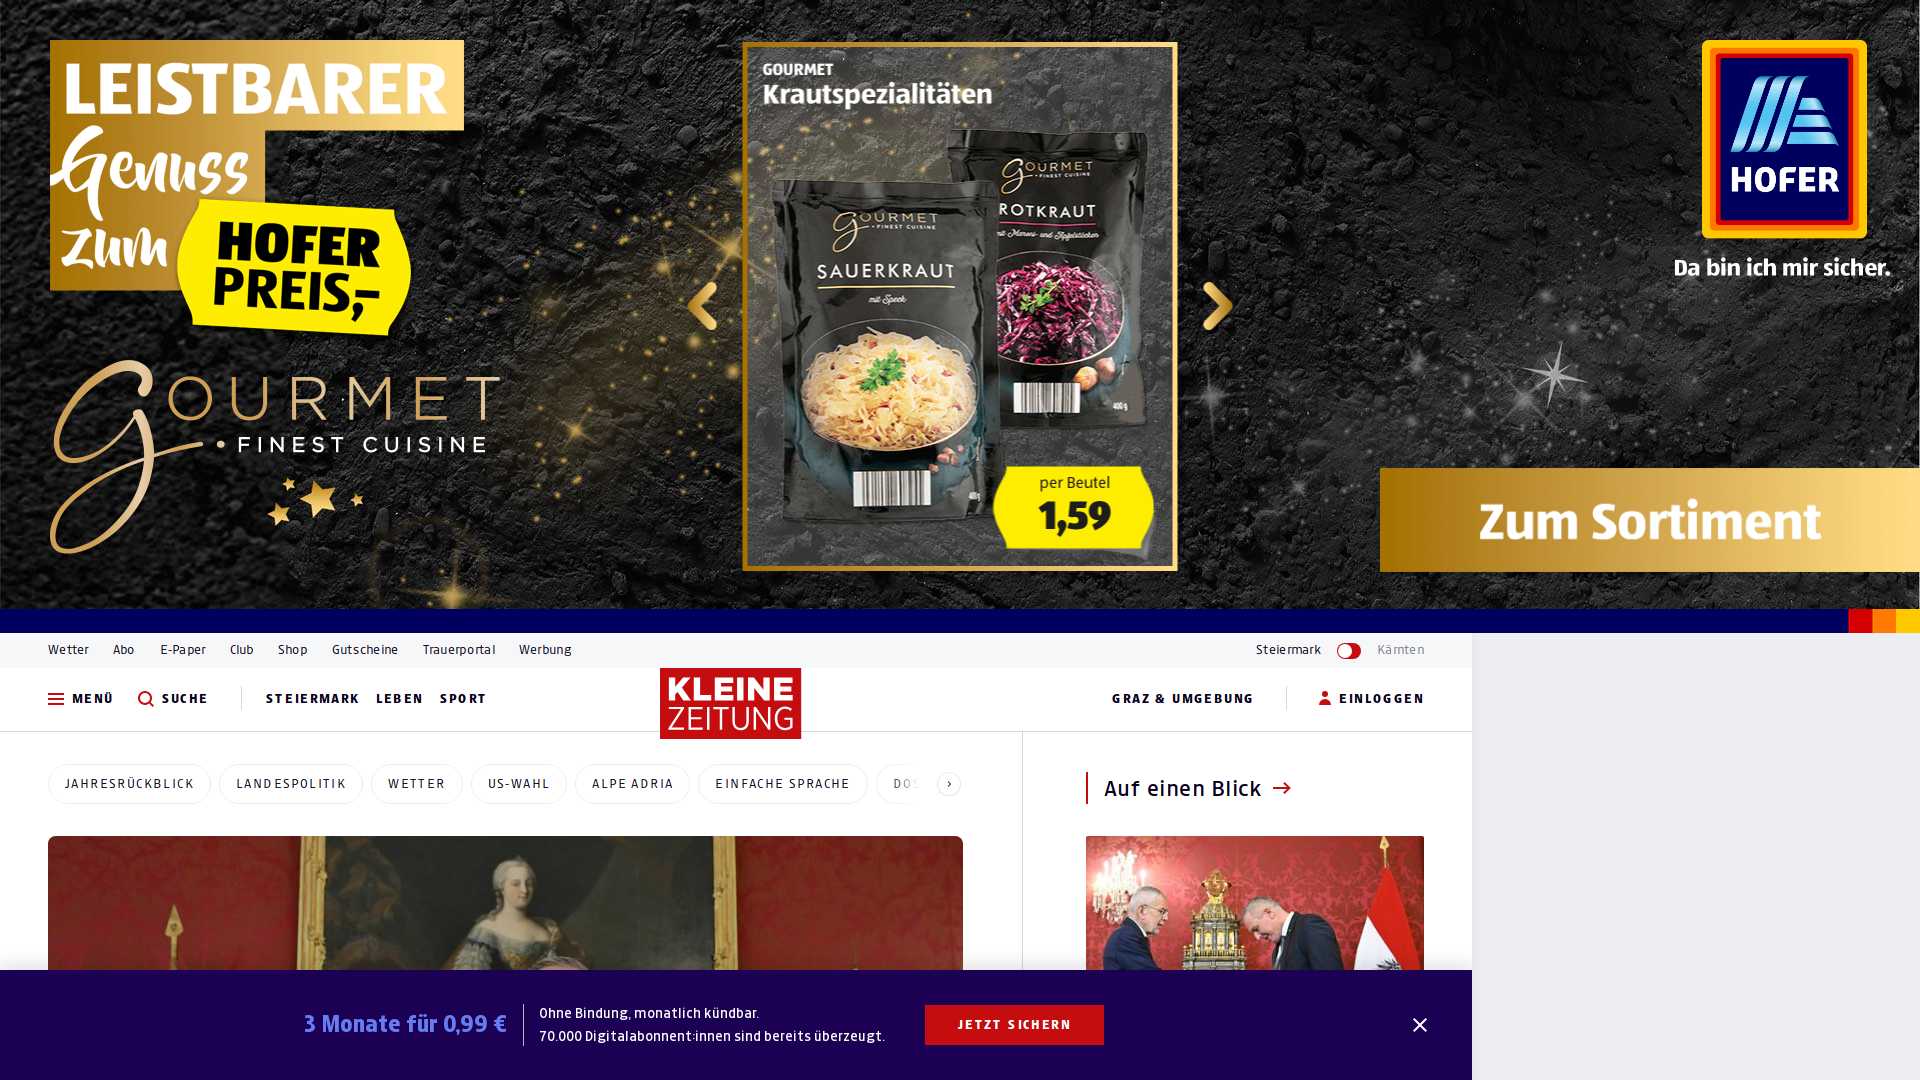 LEISTBARER
Genuss
zum
HOFER
PREIS,-
GOURMET
• FINEST CUISINE
GOURMET
Krautspezialitäten
GOURMET
• FINEST CUISINE
ROTKRAUT
mit Maroni- und Apfelstücken
400 g
GOURMET
• FINEST CUISINE
SAUERKRAUT
mit Speck
per Beutel
1,59
HOFER
Da bin ich mir sicher.
Zum Sortiment
Wetter Abo E-Paper Club Shop Gutscheine Trauerportal Werbung Steiermark Kärnten
MENÜ SUCHE STEIERMARK LEBEN SPORT KLEINE ZEITUNG GRAZ & UMGEBUNG EINLOGGEN
JAHRESRÜCKBLICK LANDESPOLITIK WETTER US-WAHL ALPE ADRIA EINFACHE SPRACHE
Auf einen Blick →
3 Monate für 0,99 €
Ohne Bindung, monatlich kündbar.
70.000 Digitalabonnent:innen sind bereits überzeugt.
JETZT SICHERN